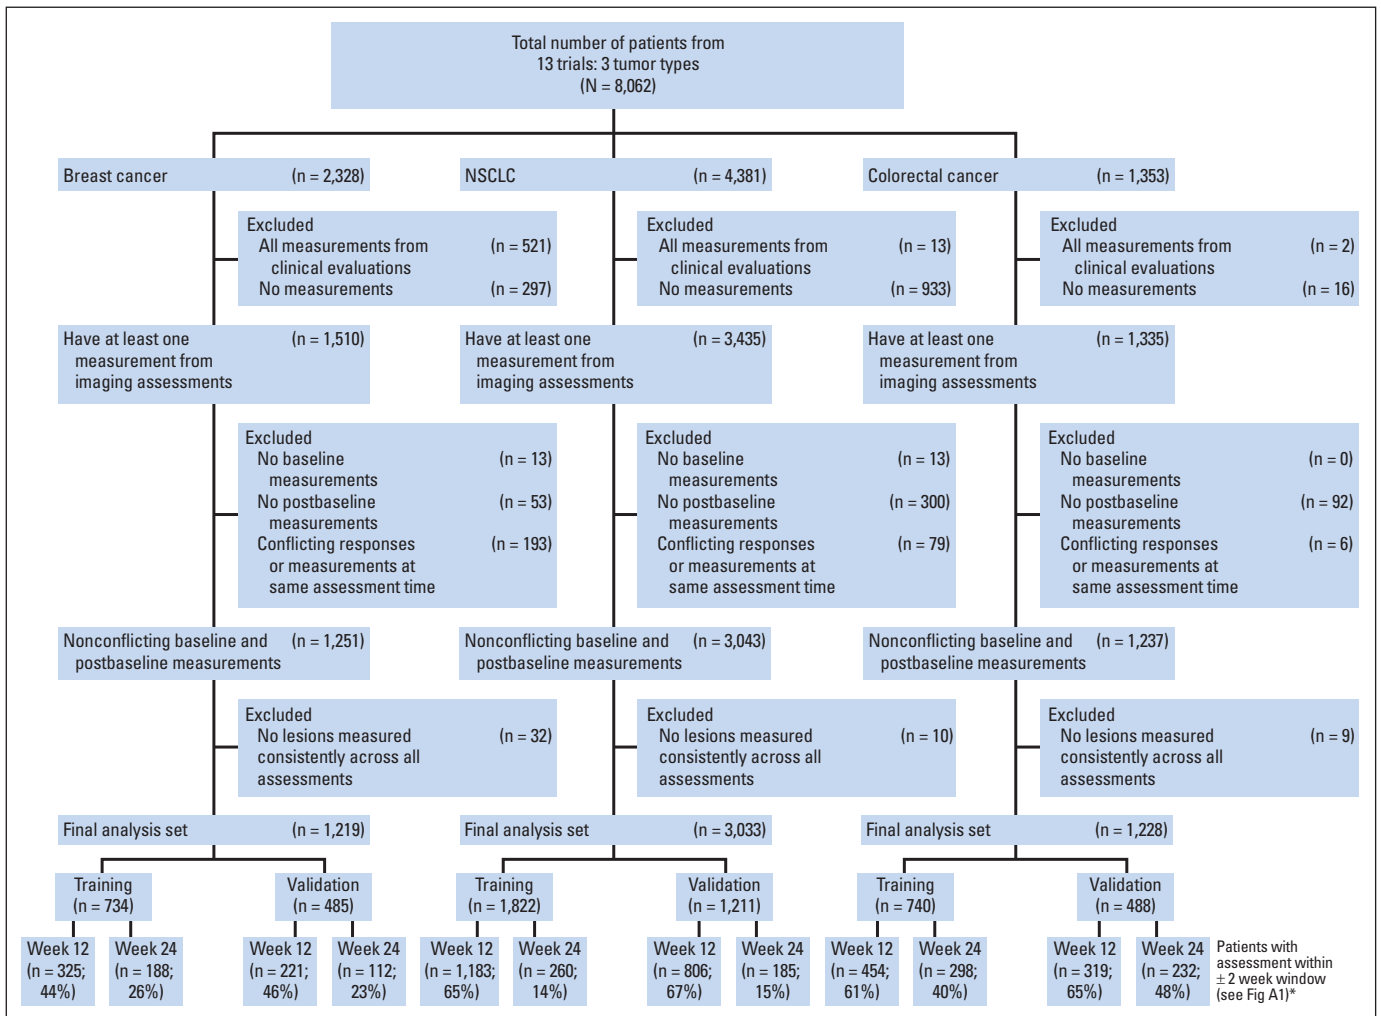 Total number of patients from
13 trials: 3 tumor types
(N = 8,062)
Breast cancer (n = 2,328)
Excluded
All measurements from (n = 521)
clinical evaluations
No measurements (n = 297)
Have at least one (n = 1,510)
measurement from
imaging assessments
Excluded
No baseline (n = 13)
measurements
No postbaseline (n = 53)
measurements
Conflicting responses (n = 193)
or measurements at
same assessment time
Nonconflicting baseline and (n = 1,251)
postbaseline measurements
Excluded
No lesions measured (n = 32)
consistently across all
assessments
Final analysis set (n = 1,219)
Training
(n = 734)
Week 12
(n = 325;
44%)
Week 24
(n = 188;
26%)
Validation
(n = 485)
Week 12
(n = 221;
46%)
Week 24
(n = 112;
23%)
NSCLC (n = 4,381)
Excluded
All measurements from (n = 13)
clinical evaluations
No measurements (n = 933)
Have at least one (n = 3,435)
measurement from
imaging assessments
Excluded
No baseline (n = 13)
measurements
No postbaseline (n = 300)
measurements
Conflicting responses (n = 79)
or measurements at
same assessment time
Nonconflicting baseline and (n = 3,043)
postbaseline measurements
Excluded
No lesions measured (n = 10)
consistently across all
assessments
Final analysis set (n = 3,033)
Training
(n = 1,822)
Week 12
(n = 1,183;
65%)
Week 24
(n = 260;
14%)
Validation
(n = 1,211)
Week 12
(n = 806;
67%)
Week 24
(n = 185;
15%)
Colorectal cancer (n = 1,353)
Excluded
All measurements from (n = 2)
clinical evaluations
No measurements (n = 16)
Have at least one (n = 1,335)
measurement from
imaging assessments
Excluded
No baseline (n = 0)
measurements
No postbaseline (n = 92)
measurements
Conflicting responses (n = 6)
or measurements at
same assessment time
Nonconflicting baseline and (n = 1,237)
postbaseline measurements
Excluded
No lesions measured (n = 9)
consistently across all
assessments
Final analysis set (n = 1,228)
Training
(n = 740)
Week 12
(n = 454;
61%)
Week 24
(n = 298;
40%)
Validation
(n = 488)
Week 12
(n = 319;
65%)
Week 24
(n = 232;
48%)
Patients with
assessment within
± 2 week window
(see Fig A1)*